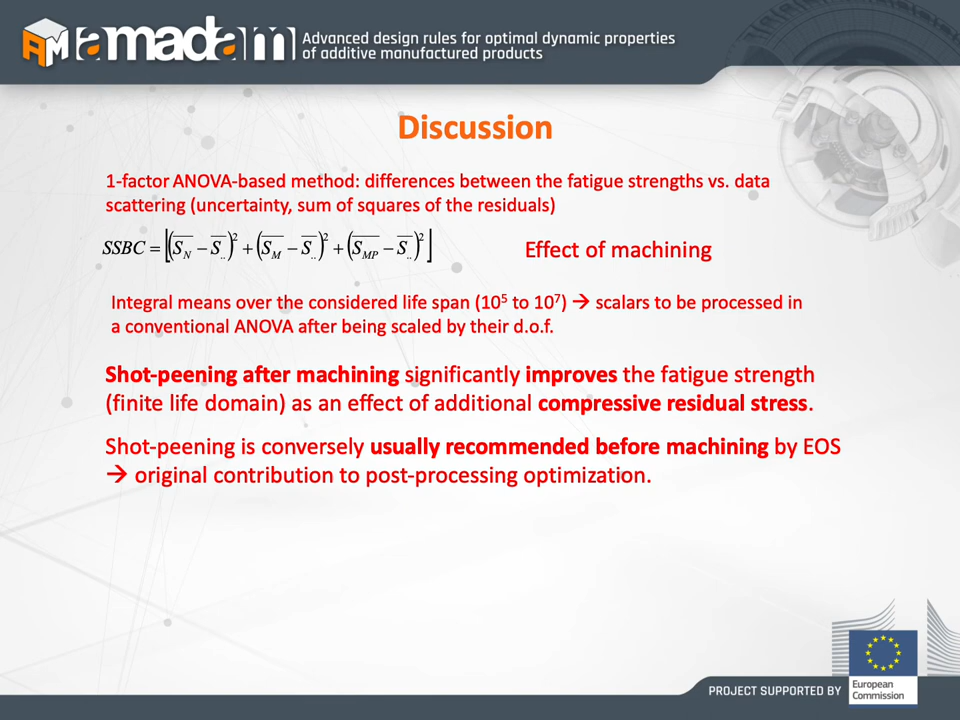 AM amadam Advanced design rules for optimal dynamic properties
of additive manufactured products
Discussion
1-factor ANOVA-based method: differences between the fatigue strengths vs. data
scattering (uncertainty, sum of squares of the residuals)
SSBC = [(S̅_N − S̅_..)² + (S̅_M − S̅_..)² + (S̅_MP − S̅_..)²]
Effect of machining
Integral means over the considered life span (10⁵ to 10⁷) → scalars to be processed in
a conventional ANOVA after being scaled by their d.o.f.
Shot-peening after machining significantly improves the fatigue strength
(finite life domain) as an effect of additional compressive residual stress.
Shot-peening is conversely usually recommended before machining by EOS
→ original contribution to post-processing optimization.
PROJECT SUPPORTED BY
European
Commission